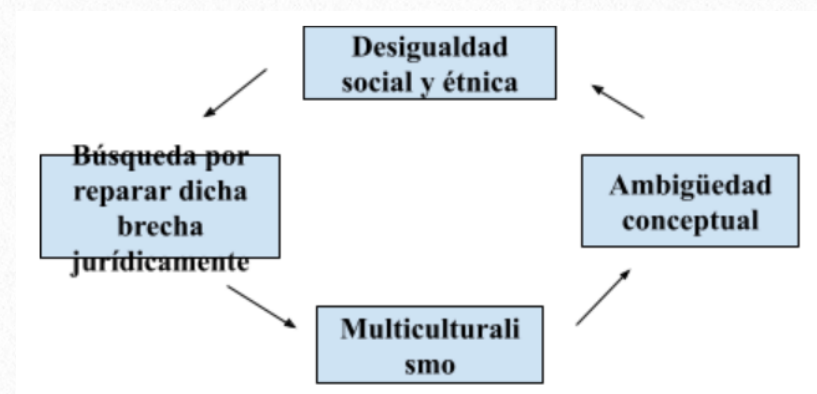 Desigualdad
social y étnica
Búsqueda por
reparar dicha
brecha
jurídicamente
Ambigüedad
conceptual
Multiculturali
smo